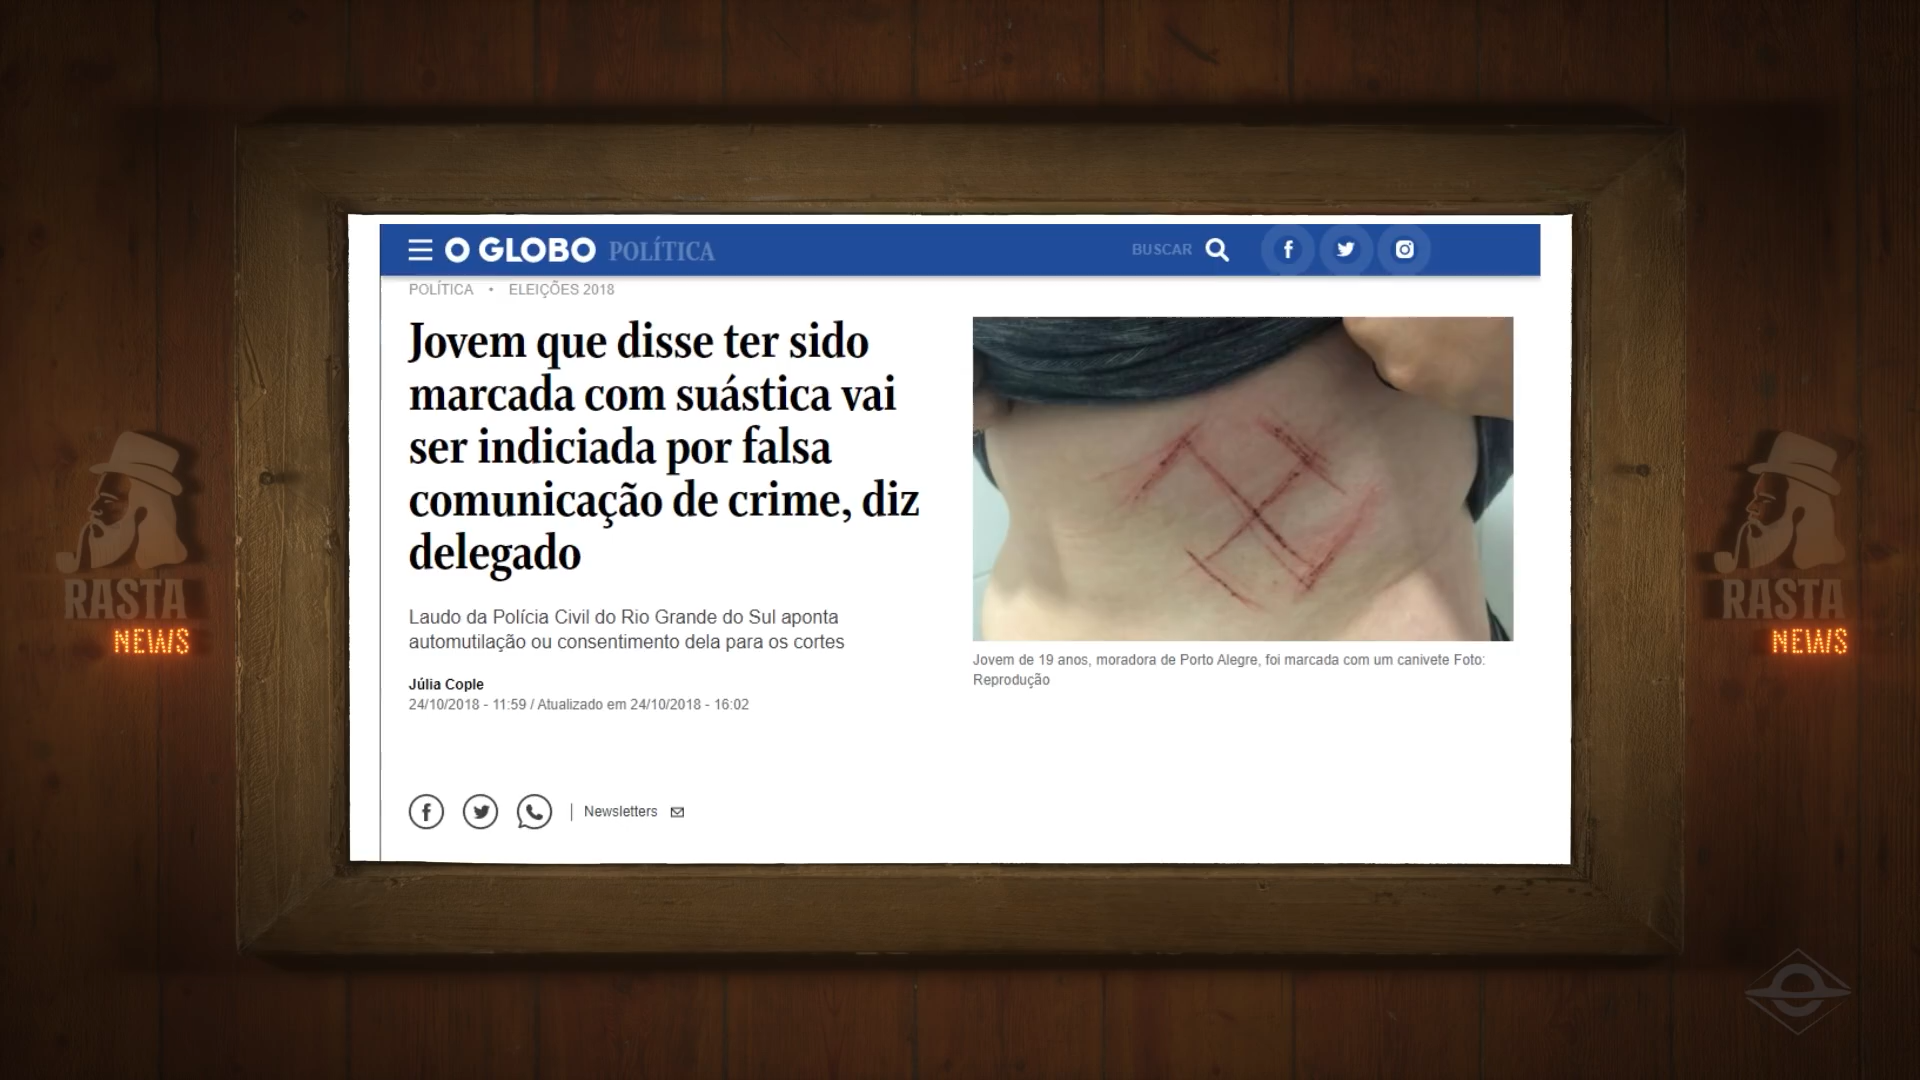 O GLOBO POLÍTICA
BUSCAR
POLÍTICA • ELEIÇÕES 2018
Jovem que disse ter sido
marcada com suástica vai
ser indiciada por falsa
comunicação de crime, diz
delegado
Laudo da Polícia Civil do Rio Grande do Sul aponta
automutilação ou consentimento dela para os cortes
Júlia Cople
24/10/2018 - 11:59 / Atualizado em 24/10/2018 - 16:02
Jovem de 19 anos, moradora de Porto Alegre, foi marcada com um canivete Foto:
Reprodução
Newsletters
RASTA
NEWS
RASTA
NEWS